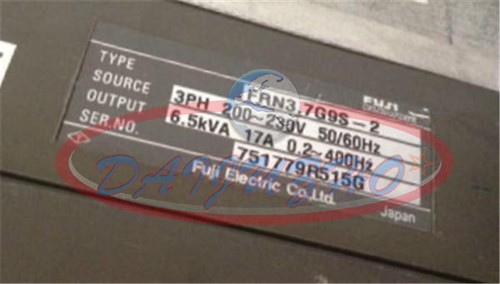 TYPE FRN3.7G9S-2
SOURCE 3PH 200~230V 50/60Hz
OUTPUT 6.5kVA 17A 0.2~400Hz
SER.NO. 751779R515G
Fuji Electric Co.,Ltd.
Japan